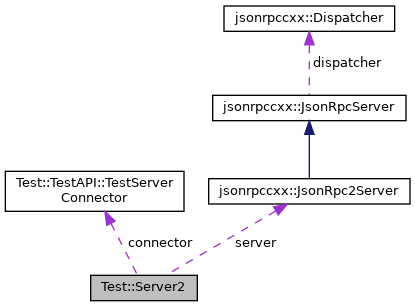 jsonrpccxx::Dispatcher
dispatcher
jsonrpccxx::JsonRpcServer
Test::TestAPI::TestServer
Connector
jsonrpccxx::JsonRpc2Server
connector
server
Test::Server2